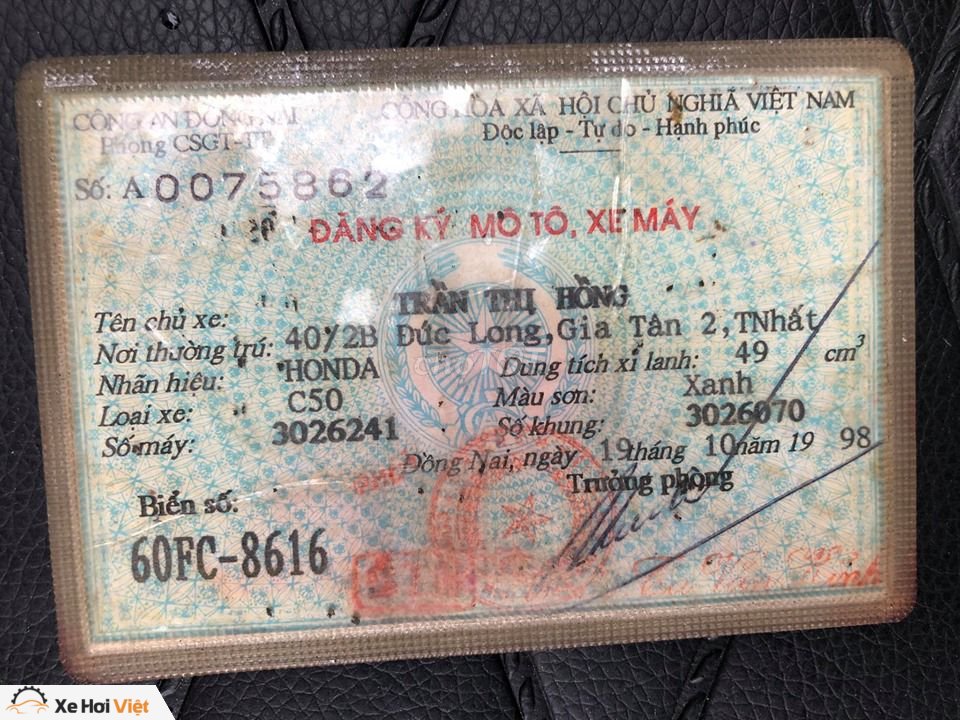 CÔNG AN ĐỒNG NAI
CỘNG HÒA XÃ HỘI CHỦ NGHĨA VIỆT NAM
Phòng CSGT-TT
Độc lập - Tự do - Hạnh phúc
Số: A 0075862
ĐĂNG KÝ MÔ TÔ, XE MÁY
Tên chủ xe: TRẦN THỊ HỒNG
Nơi thường trú: 40/2B Đức Long, Gia Tân 2, TNhất
Nhãn hiệu: "HONDA Dung tích xi lanh: 49 cm³
Loại xe: C50 Màu sơn: Xanh
Số máy: 3026241 Số khung: 3026070
Đồng Nai, ngày 19 tháng 10 năm 19 98
Trưởng phòng
Biển số:
60FC-8616
Xe Hơi Việt